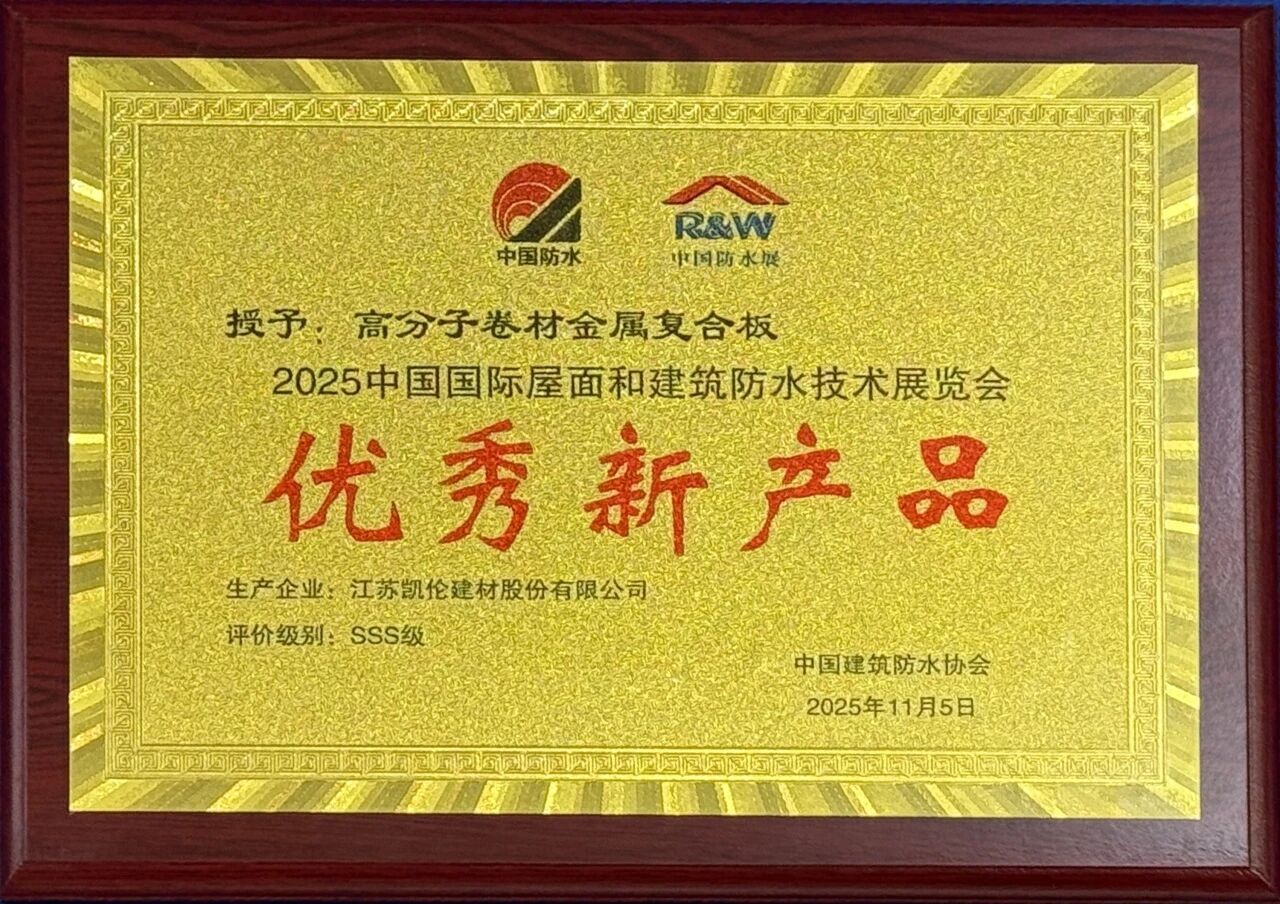 中国防水
R&W
中国防水展
授予：高分子卷材金属复合板
2025中国国际屋面和建筑防水技术展览会
优秀新产品
生产企业：江苏凯伦建材股份有限公司
评价级别：SSS级
中国建筑防水协会
2025年11月5日